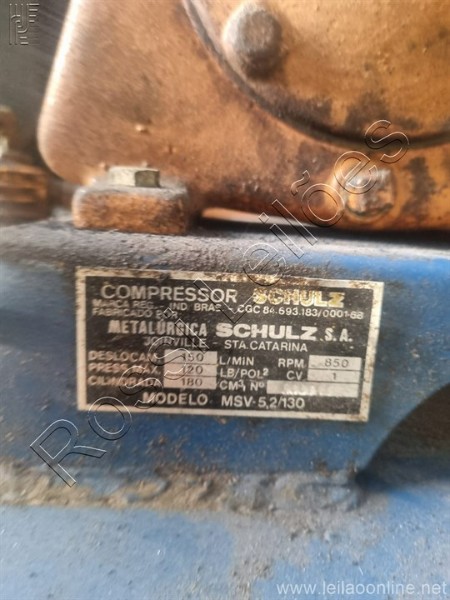 COMPRESSOR SCHULZ
MARCA REG. IND. BRAS. CGC 84.693.183/0001-68
FABRICADO POR:
METALÚRGICA SCHULZ S.A.
JOINVILLE - STA. CATARINA
DESLOCAM. 150 L/MIN RPM 850
PRESS MAX. 120 LB/POL² CV 1
CILINDRADA 180 CM³, Nº
MODELO MSV-5,2/130
www.leilaoonline.net